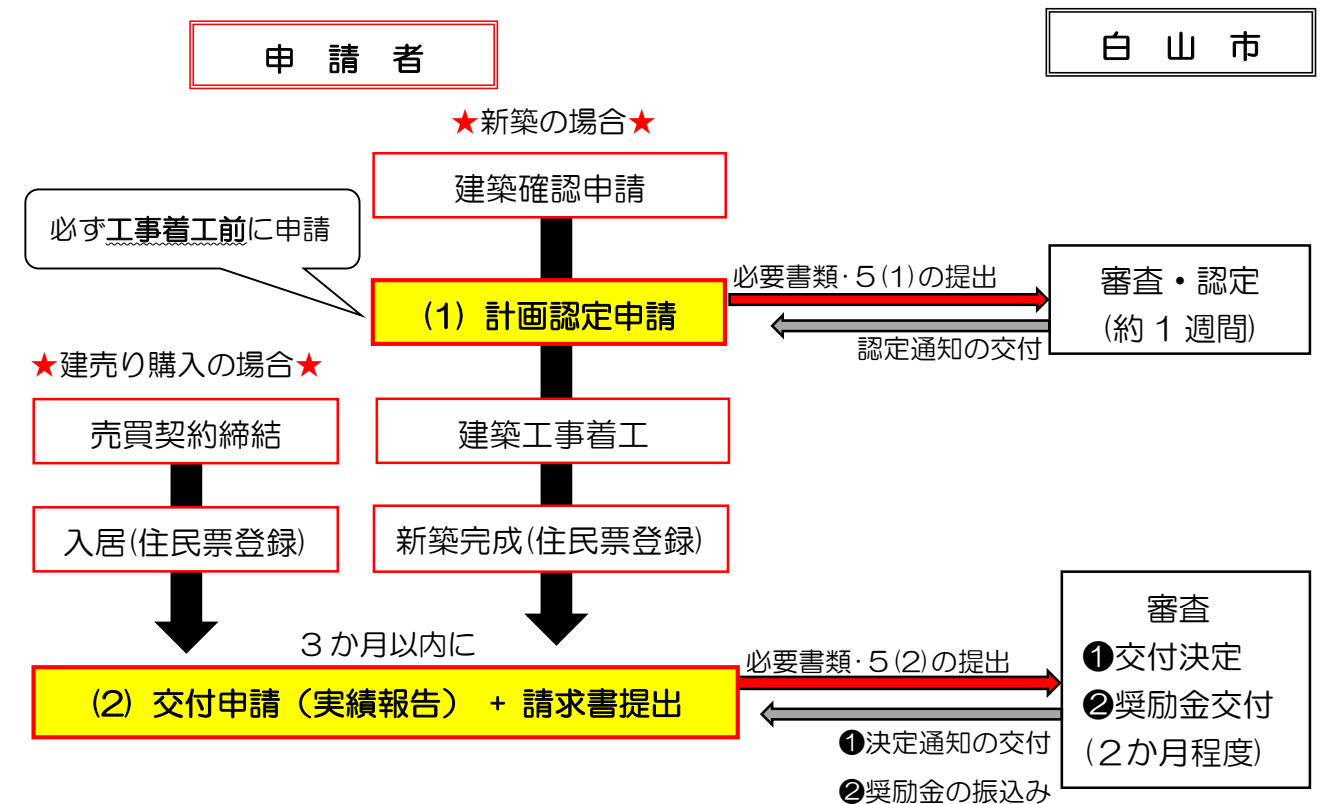 申 請 者
白 山 市
★新築の場合★
建築確認申請
必ず工事着工前に申請
(1) 計画認定申請
必要書類・5(1)の提出
審査・認定
(約 1 週間)
認定通知の交付
★建売り購入の場合★
売買契約締結
建築工事着工
入居(住民票登録)
新築完成(住民票登録)
3 か月以内に
(2) 交付申請（実績報告） + 請求書提出
必要書類・5(2)の提出
審査
❶交付決定
❷奨励金交付
(2か月程度)
❶決定通知の交付
❷奨励金の振込み